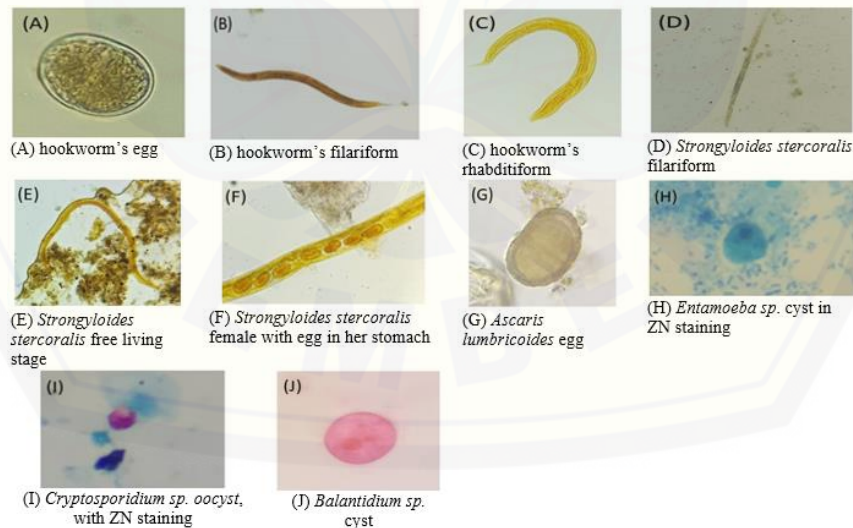 (A)
(B)
(C)
(D)
(A) hookworm's egg
(B) hookworm's filariform
(C) hookworm's
rhabditiform
(D) Strongyloides stercoralis
filariform
(E)
(F)
(G)
(H)
(E) Strongyloides
stercoralis free living
stage
(F) Strongyloides stercoralis
female with egg in her stomach
(G) Ascaris
lumbricoides egg
(H) Entamoeba sp. cyst in
ZN staining
(I)
(J)
(I) Cryptosporidium sp. oocyst,
with ZN staining
(J) Balantidium sp.
cyst